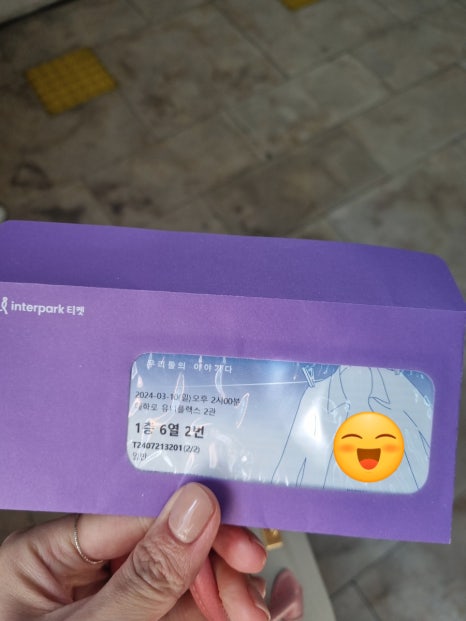 interpark 티켓
우리들의 이야기다
2024-03-10(일) 오후 2시00분
대학로 유니플렉스 2관
1층 6열 2번
T2407213201 (2/2)
일반